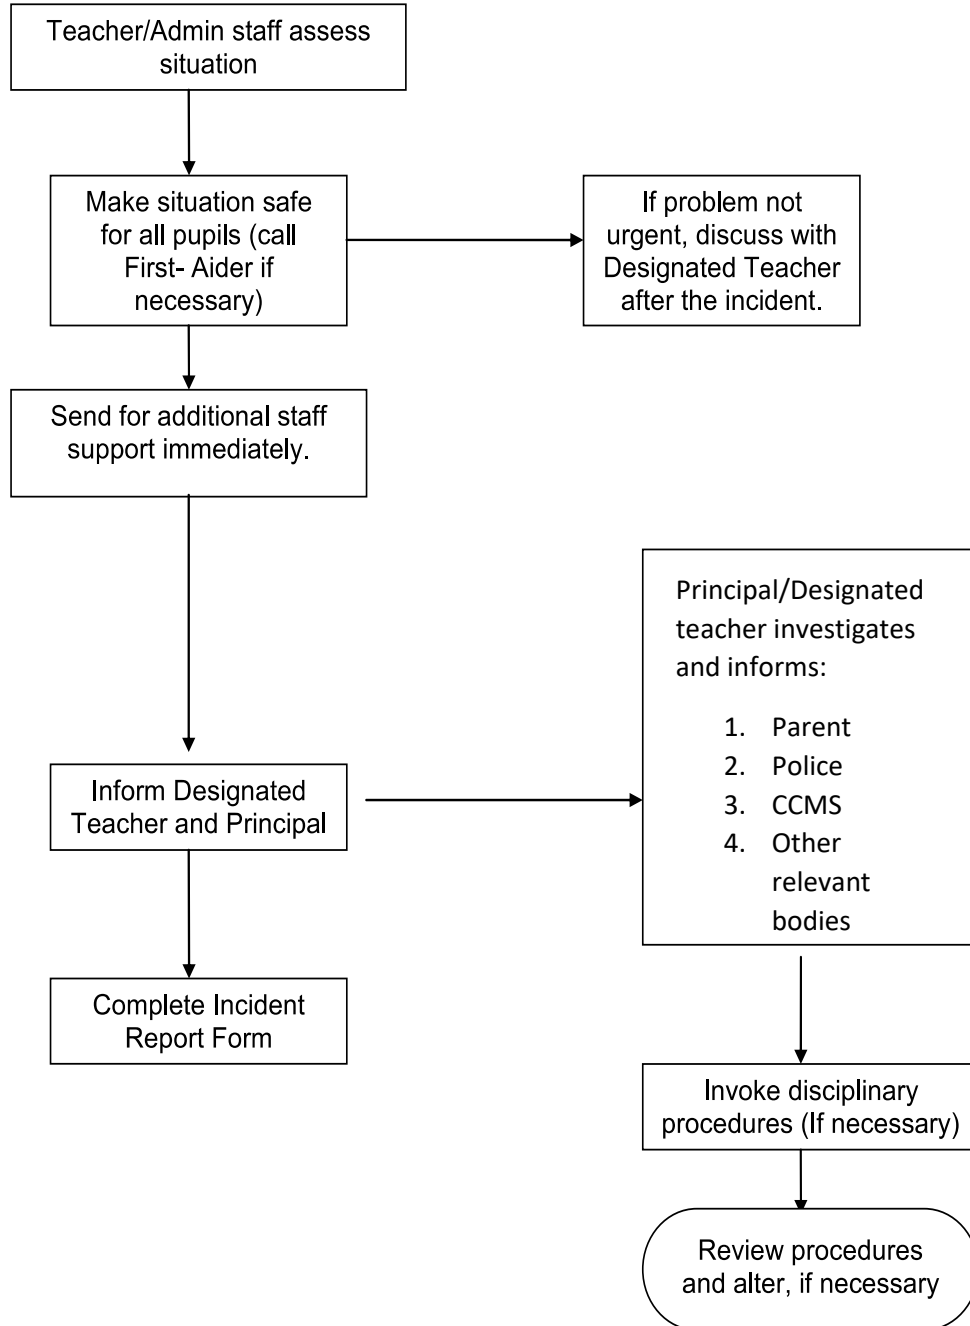 Teacher/Admin staff assess
situation
Make situation safe
for all pupils (call
First- Aider if
necessary)
If problem not
urgent, discuss with
Designated Teacher
after the incident.
Send for additional staff
support immediately.
Inform Designated
Teacher and Principal
Principal/Designated
teacher investigates
and informs:
1. Parent
2. Police
3. CCMS
4. Other
relevant
bodies
Complete Incident
Report Form
Invoke disciplinary
procedures (If necessary)
Review procedures
and alter, if necessary